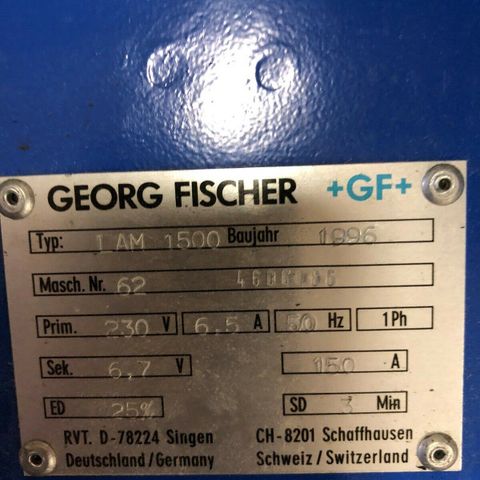 GEORG FISCHER +GF+
Typ: LAM 1500 Baujahr 1996
Masch. Nr. 62
Prim. 230 V 6,5 A 50 Hz 1Ph
Sek. 6,7 V 150 A
ED 25% SD 3 Min
RVT. D-78224 Singen CH-8201 Schaffhausen
Deutschland/Germany Schweiz/Switzerland